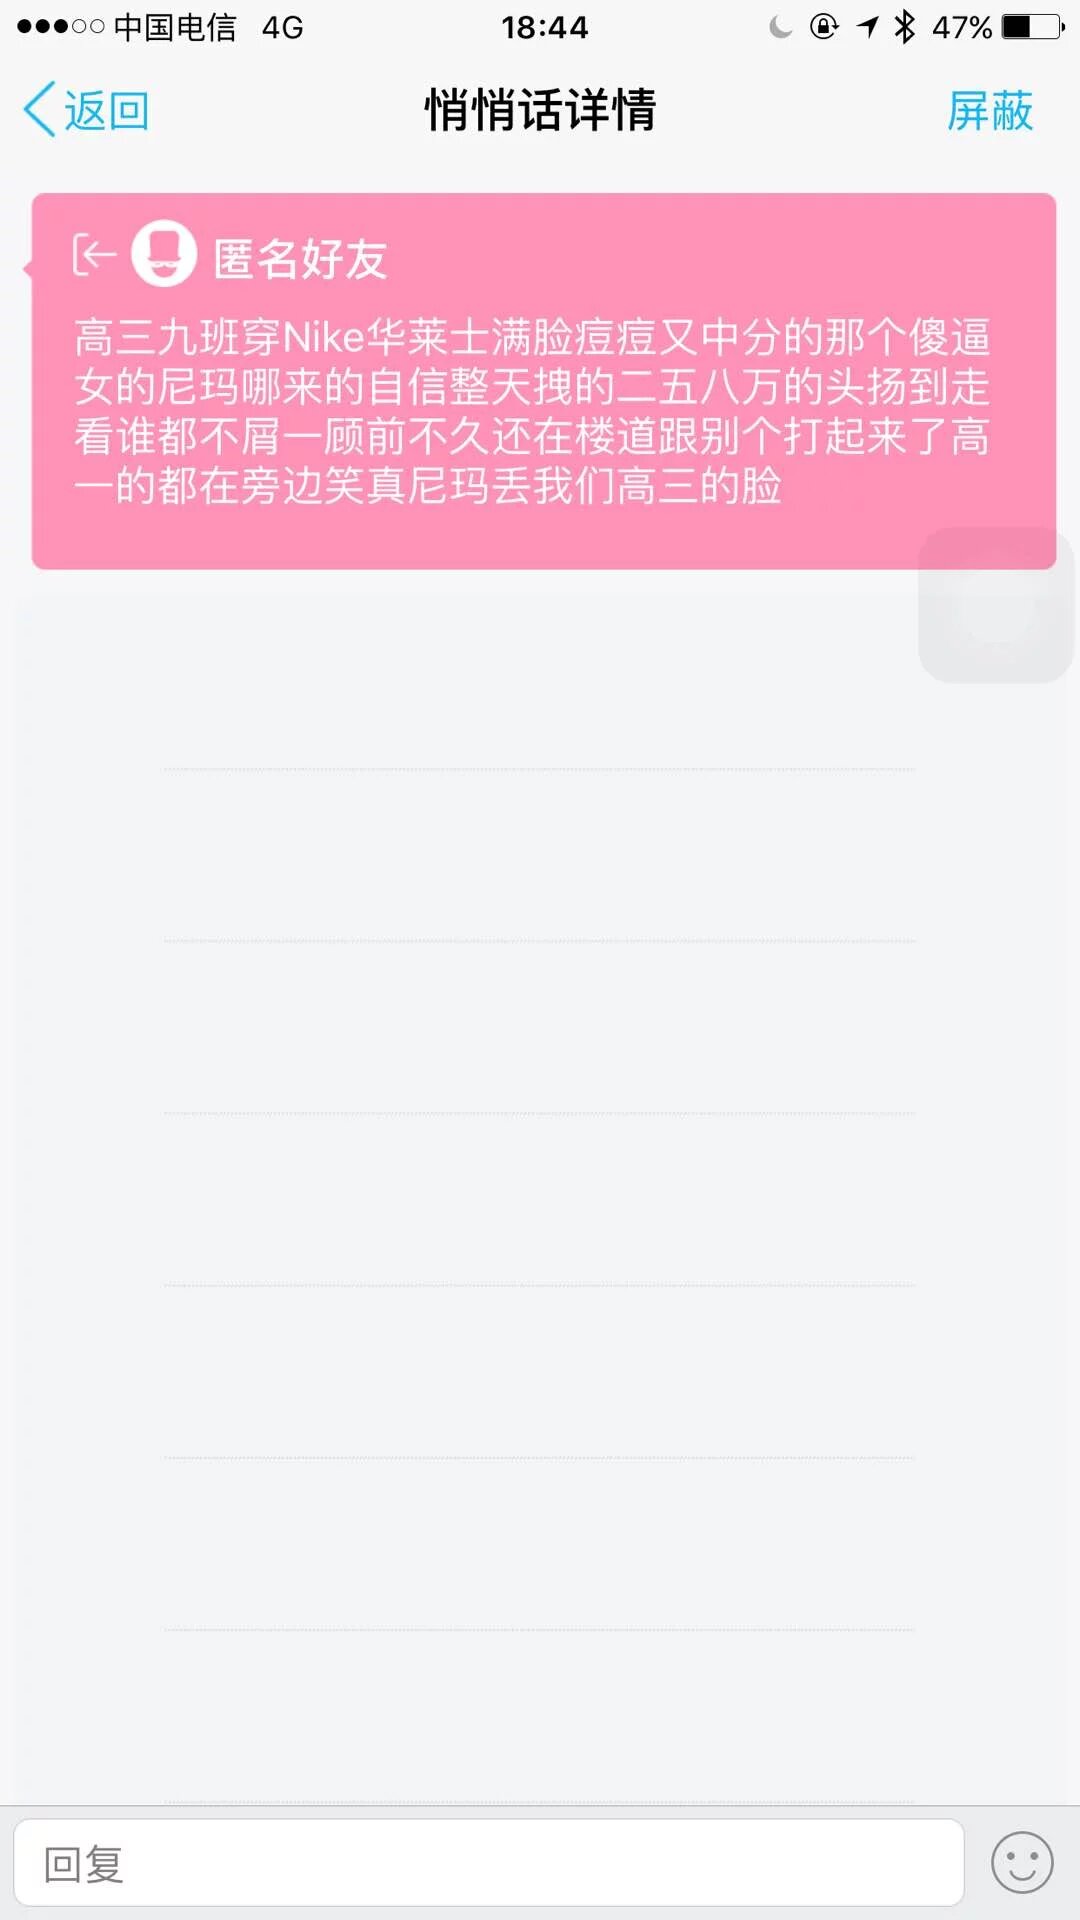 中国电信 4G 18:44 47%
返回 悄悄话详情 屏蔽
匿名好友
高三九班穿Nike华莱士满脸痘痘又中分的那个傻逼
女的尼玛哪来的自信整天拽的二五八万的头扬到走
看谁都不屑一顾前不久还在楼道跟别个打起来了高
一的都在旁边笑真尼玛丢我们高三的脸
回复